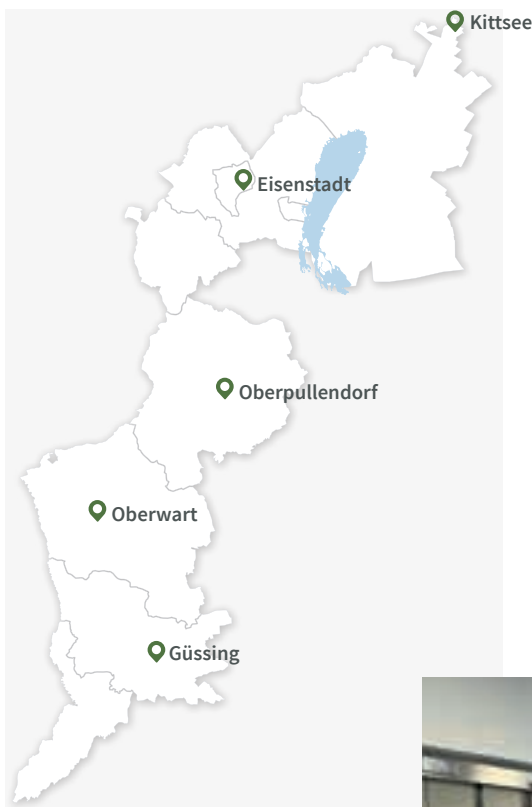 Kittsee
Eisenstadt
Oberpullendorf
Oberwart
Güssing